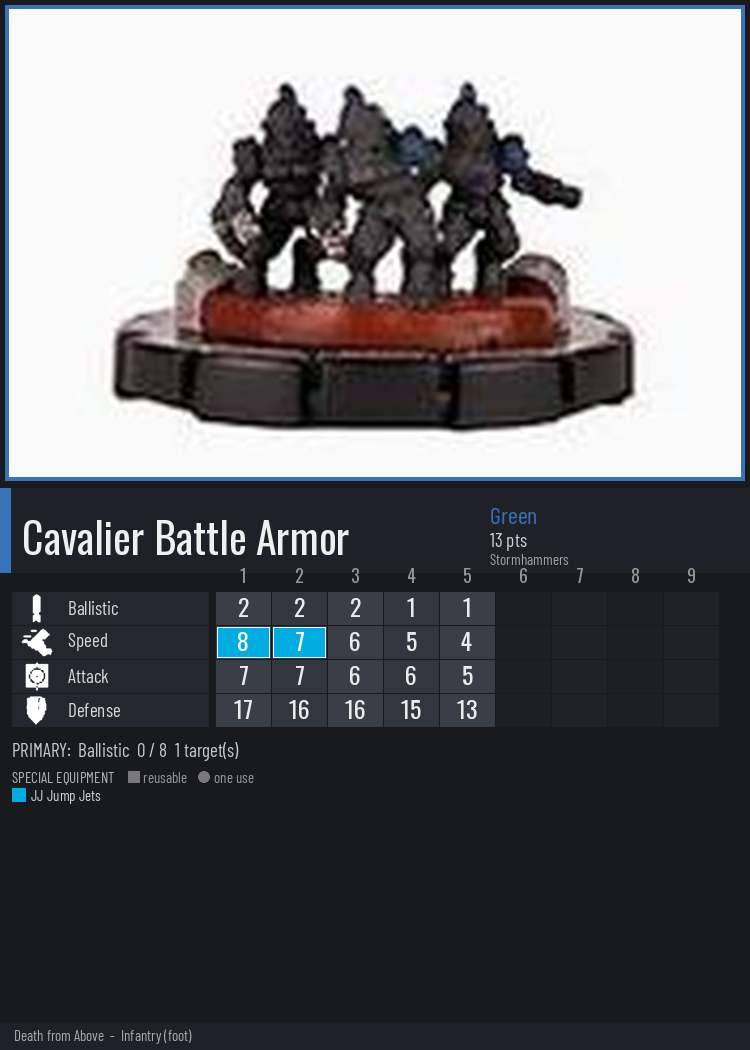 Cavalier Battle Armor
Green
13 pts
Stormhammers
1 2 3 4 5 6 7 8 9
Ballistic 2 2 2 1 1
Speed 8 7 6 5 4
Attack 7 7 6 6 5
Defense 17 16 16 15 13
PRIMARY: Ballistic 0 / 8 1 target(s)
SPECIAL EQUIPMENT reusable one use
JJ Jump Jets
Death from Above - Infantry (foot)